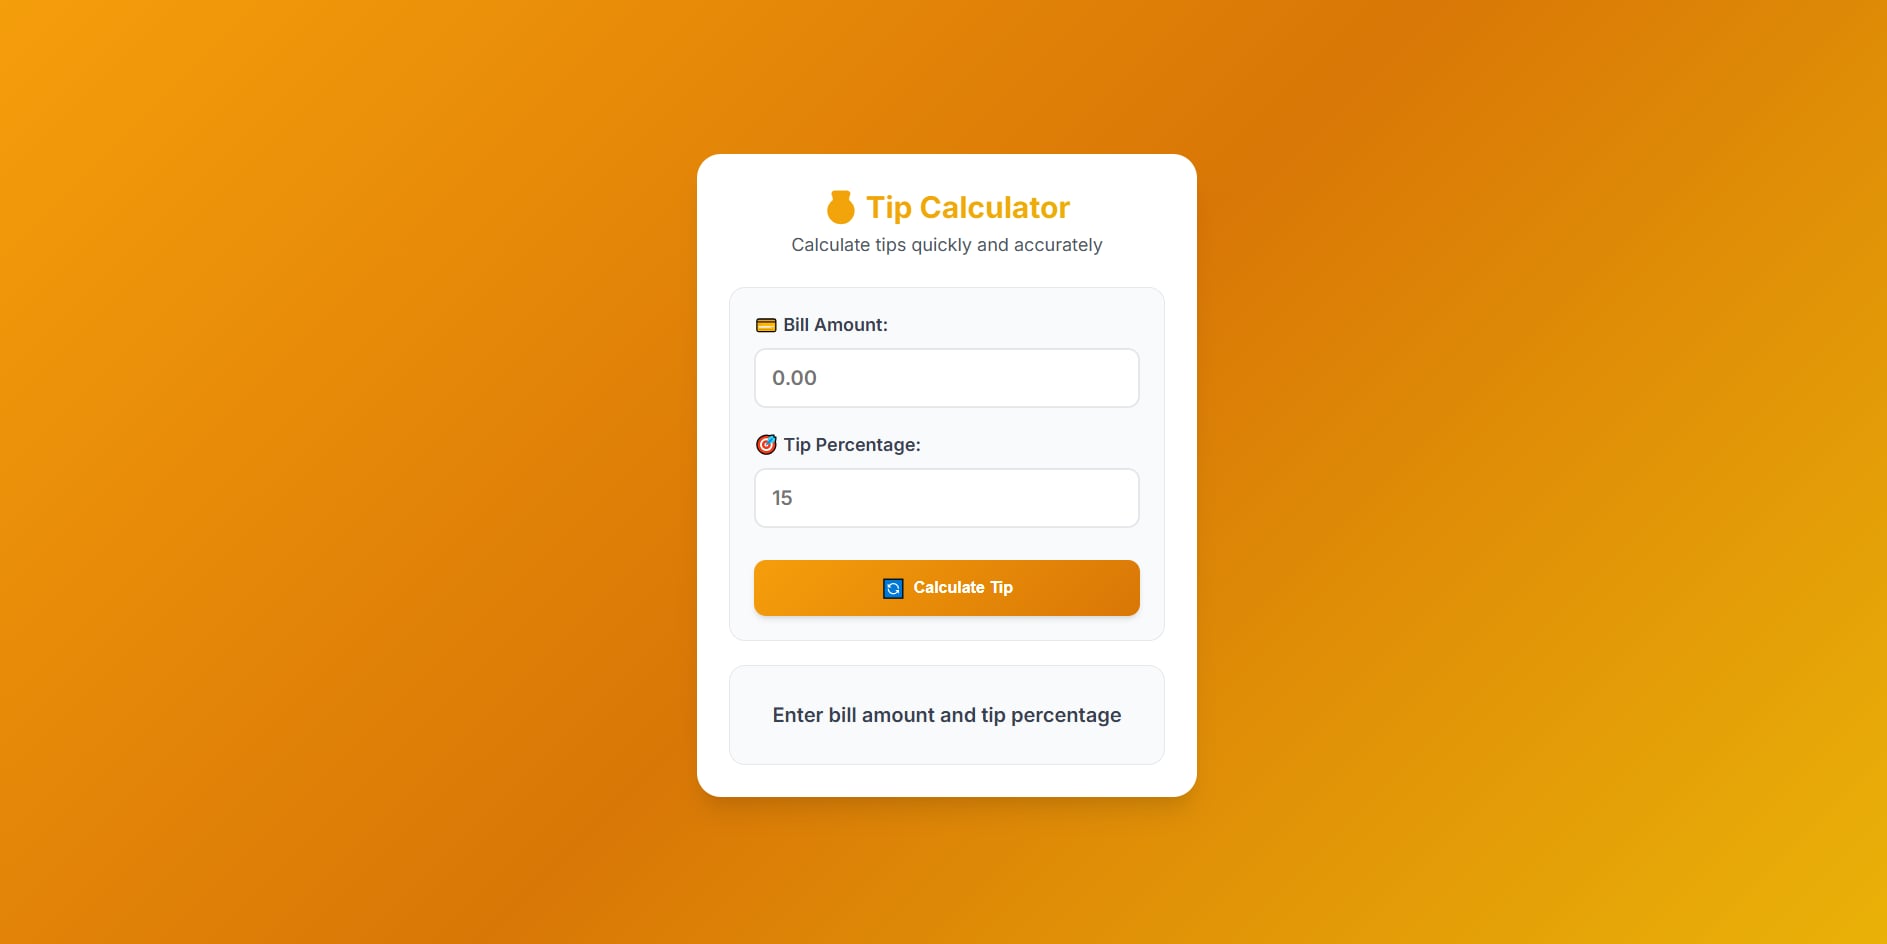 Tip Calculator
Calculate tips quickly and accurately
Bill Amount:
0.00
Tip Percentage:
15
Calculate Tip
Enter bill amount and tip percentage